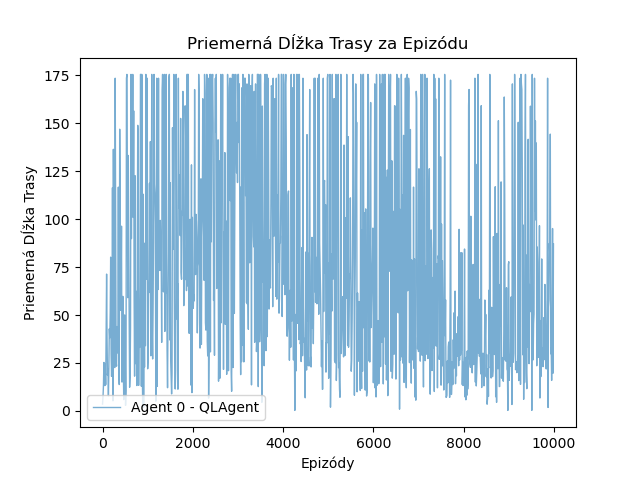 Priemerná Dĺžka Trasy za Epizódu
Priemerná Dĺžka Trasy
175
150
125
100
75
50
25
0
Agent 0 - QLAgent
0 2000 4000 6000 8000 10000
Epizódy